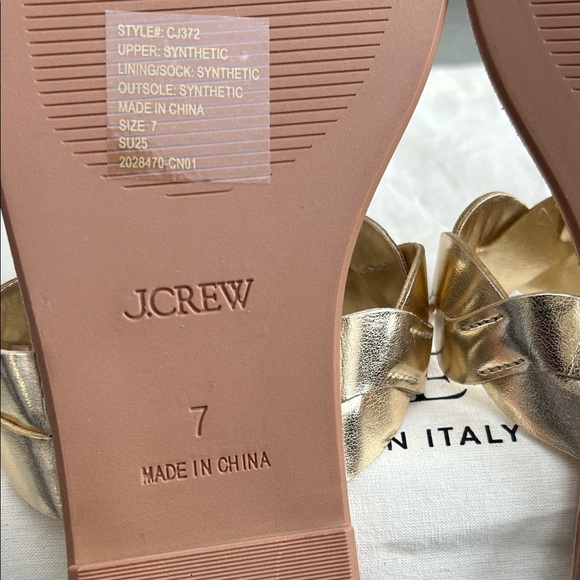 STYLE#: CJ372
UPPER: SYNTHETIC
LINING/SOCK: SYNTHETIC
OUTSOLE: SYNTHETIC
MADE IN CHINA
SIZE 7
SU25
2028470-CN01
J.CREW
7
MADE IN CHINA
IN ITALY